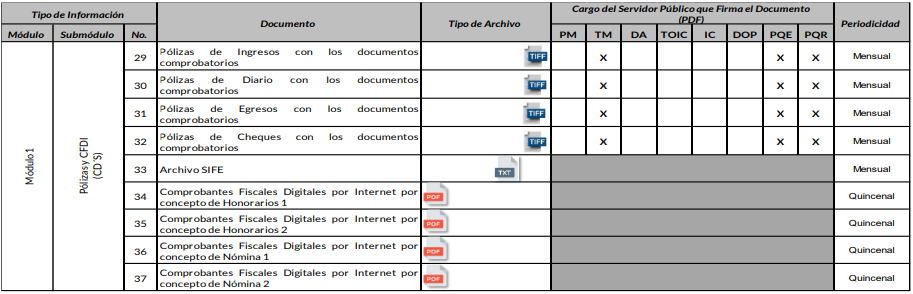 Tipo de Información
Documento
Tipo de Archivo
Cargo del Servidor Público que Firma el Documento
(PDF)
Periodicidad
Módulo Submódulo No.
PM TM DA TOIC IC DOP PQE PQR
Módulo1
Pólizas y CFDI
(CD´S)
29 Pólizas de Ingresos con los documentos
comprobatorios
TIFF
x x x Mensual
30 Pólizas de Diario con los documentos
comprobatorios
TIFF
x x x Mensual
31 Pólizas de Egresos con los documentos
comprobatorios
TIFF
x x x Mensual
32 Pólizas de Cheques con los documentos
comprobatorios
TIFF
x x x Mensual
33 Archivo SIFE TXT Mensual
34 Comprobantes Fiscales Digitales por Internet por
concepto de Honorarios 1
PDF
Quincenal
35 Comprobantes Fiscales Digitales por Internet por
concepto de Honorarios 2
PDF
Quincenal
36 Comprobantes Fiscales Digitales por Internet por
concepto de Nómina 1
PDF
Quincenal
37 Comprobantes Fiscales Digitales por Internet por
concepto de Nómina 2
PDF
Quincenal